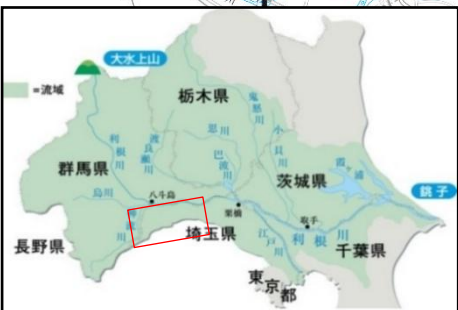 大水上山
=流域
栃木県
鬼怒川
小貝川
思川
巴波川
渡良瀬川
利根川
群馬県
霞ヶ浦
茨城県
銚子
烏川
八斗島
栗橋
取手
長野県
埼玉県
江戸川
利根川
千葉県
東京都